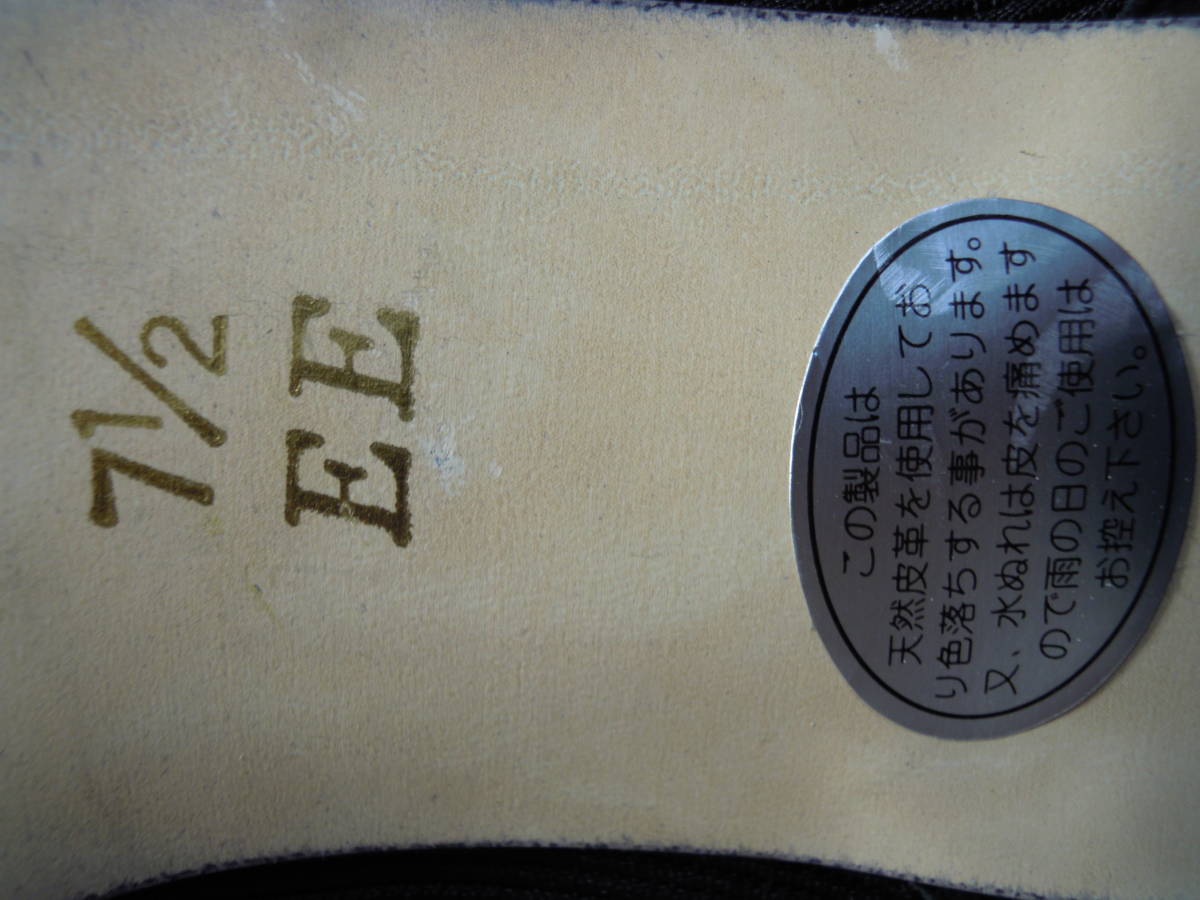 7 1/2
EE
この製品は
天然皮革を使用してお
り色落ちする事があります。
又、水ぬれは皮を痛めます
ので雨の日のご使用は
お控え下さい。